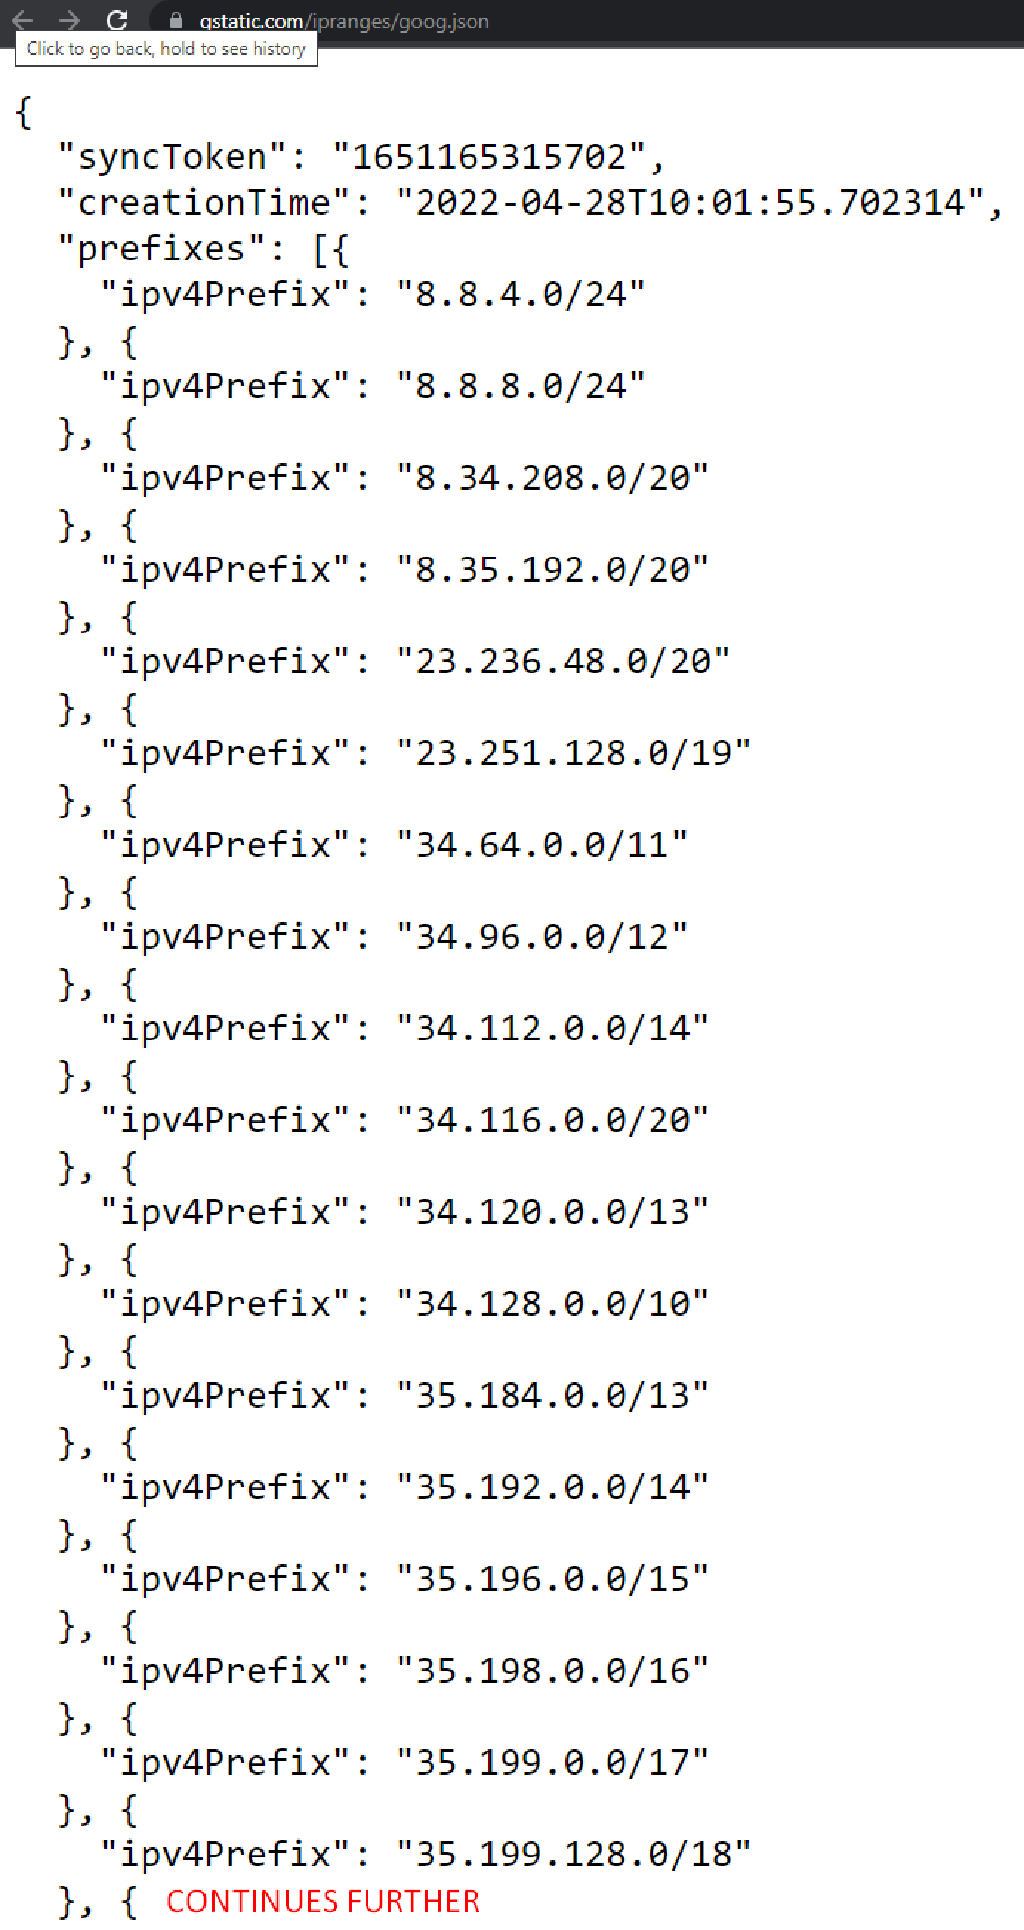 gstatic.com/ipranges/goog.json
Click to go back, hold to see history
{
"syncToken": "1651165315702",
"creationTime": "2022-04-28T10:01:55.702314",
"prefixes": [{
"ipv4Prefix": "8.8.4.0/24"
}, {
"ipv4Prefix": "8.8.8.0/24"
}, {
"ipv4Prefix": "8.34.208.0/20"
}, {
"ipv4Prefix": "8.35.192.0/20"
}, {
"ipv4Prefix": "23.236.48.0/20"
}, {
"ipv4Prefix": "23.251.128.0/19"
}, {
"ipv4Prefix": "34.64.0.0/11"
}, {
"ipv4Prefix": "34.96.0.0/12"
}, {
"ipv4Prefix": "34.112.0.0/14"
}, {
"ipv4Prefix": "34.116.0.0/20"
}, {
"ipv4Prefix": "34.120.0.0/13"
}, {
"ipv4Prefix": "34.128.0.0/10"
}, {
"ipv4Prefix": "35.184.0.0/13"
}, {
"ipv4Prefix": "35.192.0.0/14"
}, {
"ipv4Prefix": "35.196.0.0/15"
}, {
"ipv4Prefix": "35.198.0.0/16"
}, {
"ipv4Prefix": "35.199.0.0/17"
}, {
"ipv4Prefix": "35.199.128.0/18"
}, { CONTINUES FURTHER